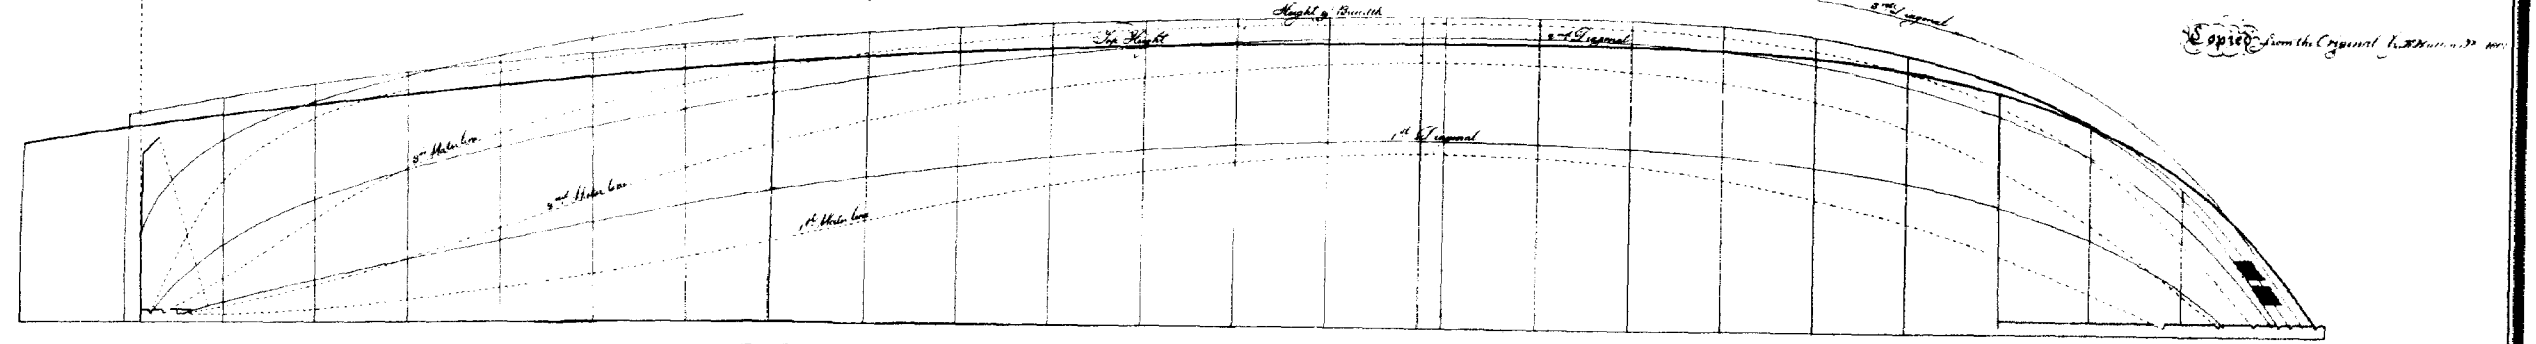 Height of Breadth
3rd Diagonal
Top Height
2nd Diagonal
Copied from the Original by
1st Diagonal
3rd Water line
2nd Water line
1st Water line